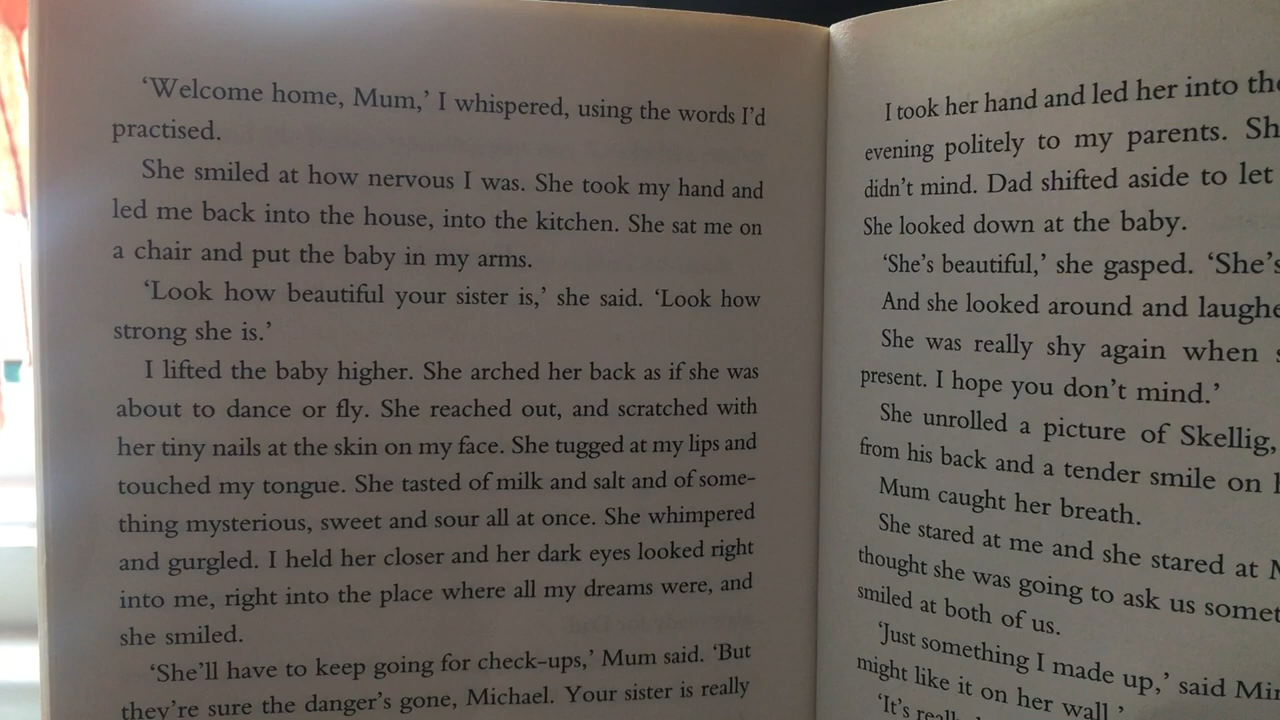 ‘Welcome home, Mum,’ I whispered, using the words I’d
practised.
She smiled at how nervous I was. She took my hand and
led me back into the house, into the kitchen. She sat me on
a chair and put the baby in my arms.
‘Look how beautiful your sister is,’ she said. ‘Look how
strong she is.’
I lifted the baby higher. She arched her back as if she was
about to dance or fly. She reached out, and scratched with
her tiny nails at the skin on my face. She tugged at my lips and
touched my tongue. She tasted of milk and salt and of some-
thing mysterious, sweet and sour all at once. She whimpered
and gurgled. I held her closer and her dark eyes looked right
into me, right into the place where all my dreams were, and
she smiled.
‘She’ll have to keep going for check-ups,’ Mum said. ‘But
they’re sure the danger’s gone, Michael. Your sister is really
I took her hand and led her into
evening politely to my parents.
didn’t mind. Dad shifted aside to let
She looked down at the baby.
‘She’s beautiful,’ she gasped. ‘She’s
And she looked around and
She was really shy again when
present. I hope you don’t mind.’
She unrolled a picture of Skellig,
from his back and a tender smile on
Mum caught her breath.
She stared at me and she stared at
thought she was going to ask us
smiled at both of us.
‘Just something I made up,’ said
might like it on her wall.’
‘It’s